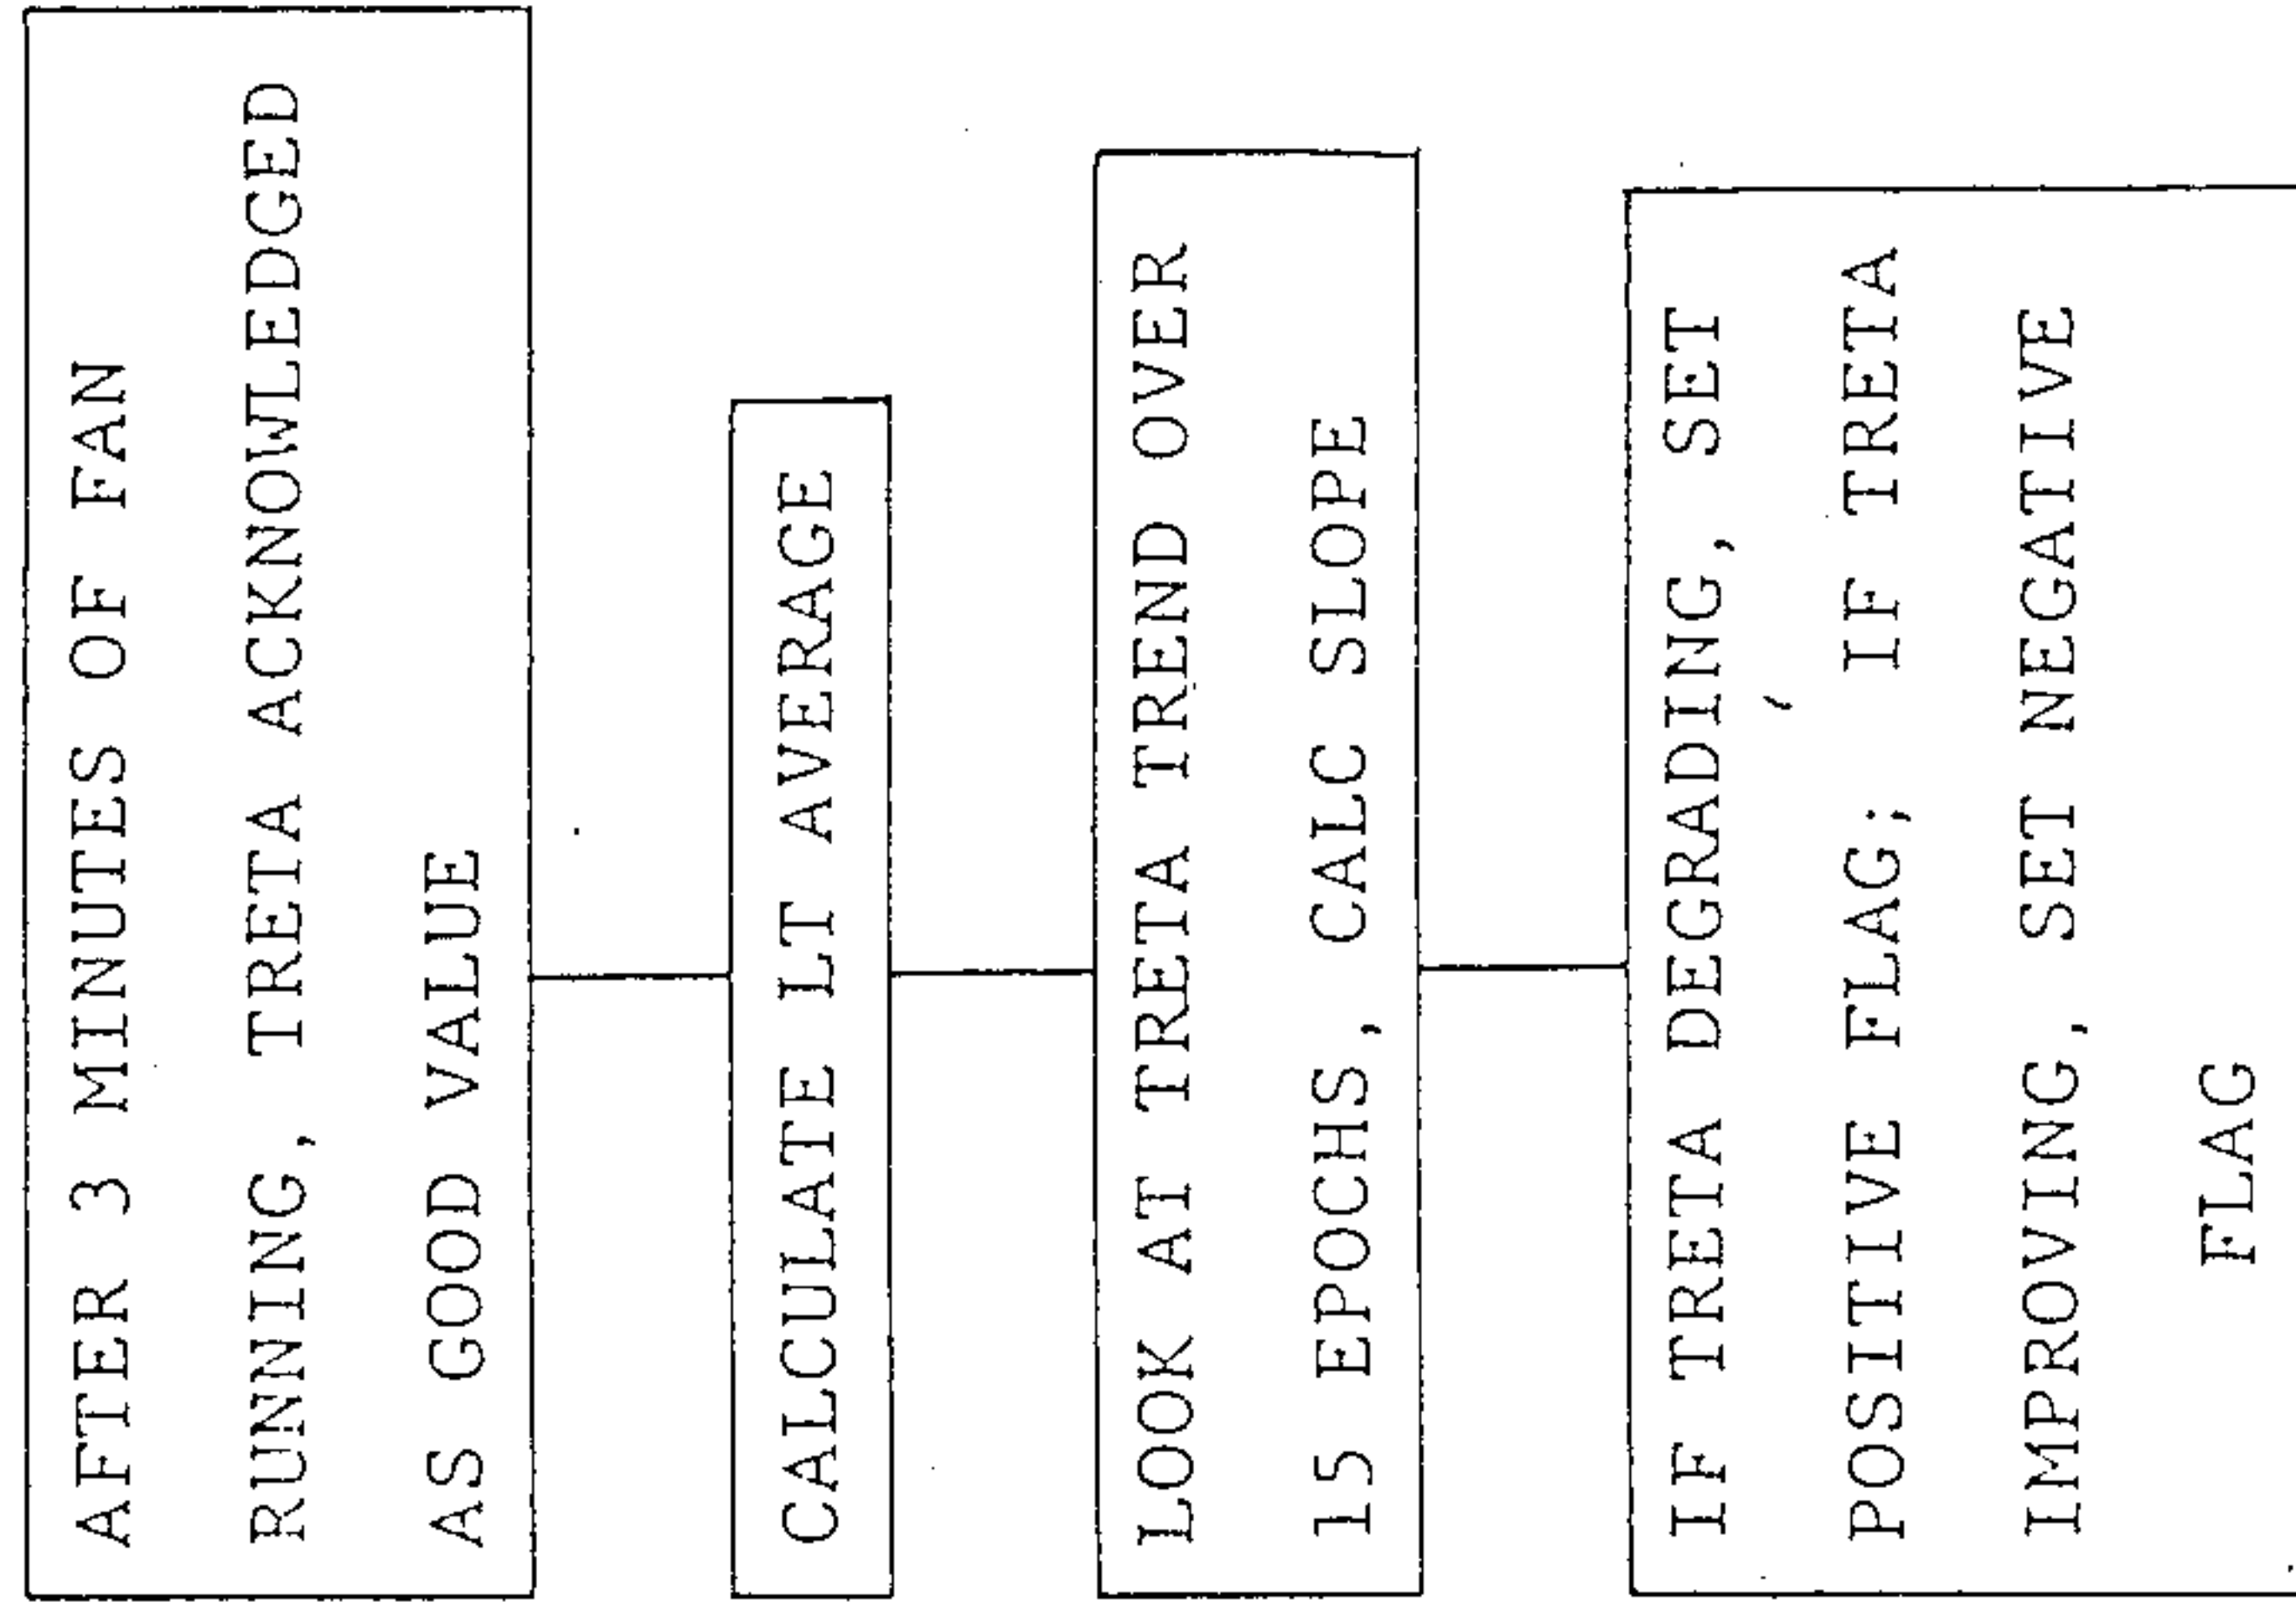 AFTER 3 MINUTES OF FAN
RUNNING, TRETA ACKNOWLEDGED
AS GOOD VALUE
CALCULATE LT AVERAGE
LOOK AT TRETA TREND OVER
15 EPOCHS, CALC SLOPE
IF TRETA DEGRADING, SET
POSITIVE FLAG; IF TRETA
IMPROVING, SET NEGATIVE
FLAG